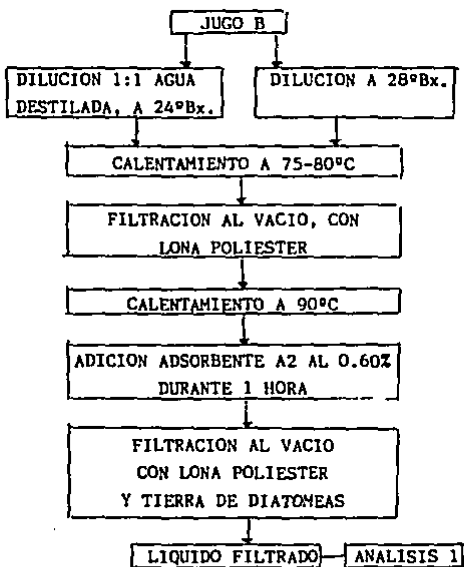 JUGO B
DILUCION 1:1 AGUA
DESTILADA, A 24ºBx.
DILUCION A 28ºBx.
CALENTAMIENTO A 75-80ºC
FILTRACION AL VACIO, CON
LONA POLIESTER
CALENTAMIENTO A 90ºC
ADICION ADSORBENTE A2 AL 0.60%
DURANTE 1 HORA
FILTRACION AL VACIO
CON LONA POLIESTER
Y TIERRA DE DIATOMEAS
LIQUIDO FILTRADO
ANALISIS 1